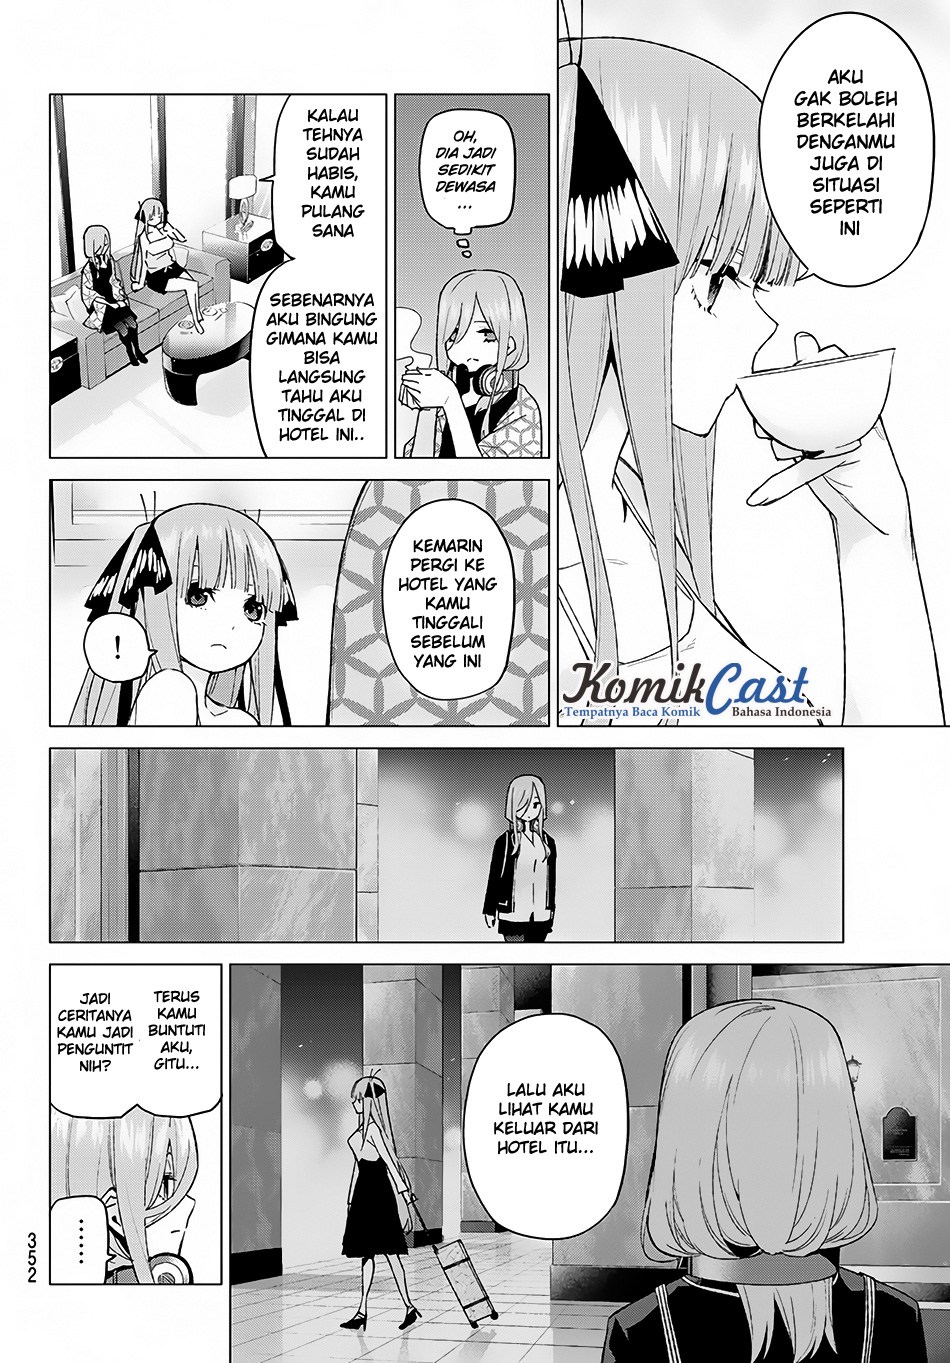 AKU
GAK BOLEH
BERKELAHI
DENGANMU
JUGA DI
SITUASI
SEPERTI
INI
OH,
DIA JADI
SEDIKIT
DEWASA
...
KALAU
TEHNYA
SUDAH
HABIS,
KAMU
PULANG
SANA
SEBENARNYA
AKU BINGUNG
GIMANA KAMU
BISA
LANGSUNG
TAHU AKU
TINGGAL DI
HOTEL INI..
KEMARIN
PERGI KE
HOTEL YANG
KAMU
TINGGALI
SEBELUM
YANG INI
!
KomikCast
Tempatnya Baca Komik Bahasa Indonesia
LALU AKU
LIHAT KAMU
KELUAR DARI
HOTEL ITU...
TERUS
KAMU
BUNTUTI
AKU,
GITU...
JADI
CERITANYA
KAMU JADI
PENGUNTIT
NIH?
........
352